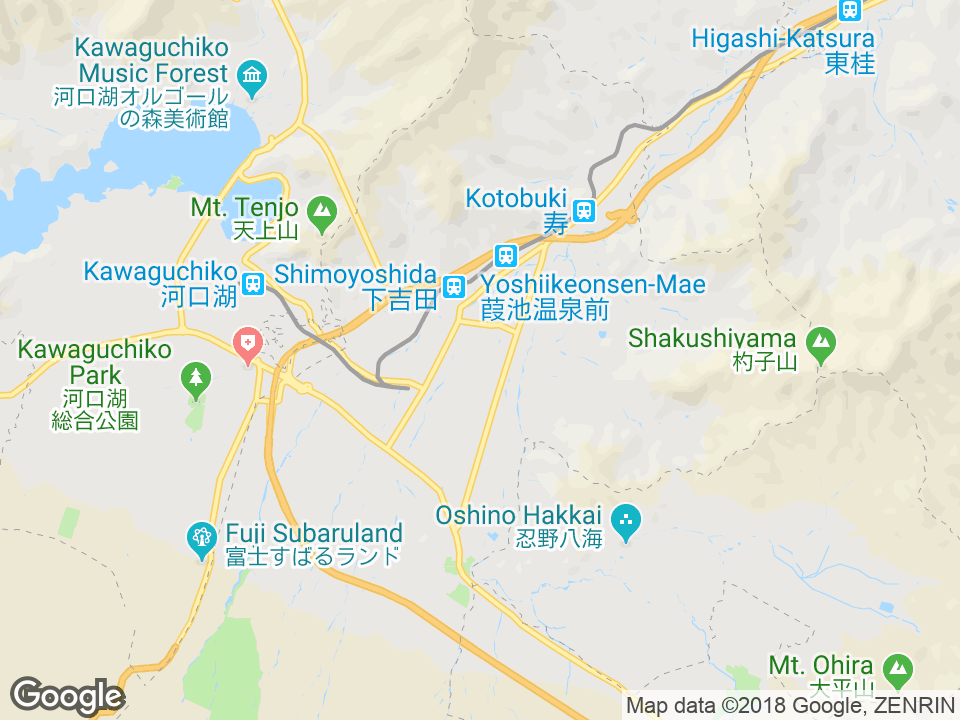 Higashi-Katsura
東桂
Kawaguchiko
Music Forest
河口湖オルゴール
の森美術館
Kotobuki
寿
Mt. Tenjo
天上山
Kawaguchiko
河口湖
Shimoyoshida
下吉田
Yoshiikeonsen-Mae
葭池温泉前
Shakushiyama
杓子山
Kawaguchiko
Park
河口湖
総合公園
Oshino Hakkai
忍野八海
Fuji Subaruland
富士すばるランド
Mt. Ohira
大平山
Google
Map data ©2018 Google, ZENRIN